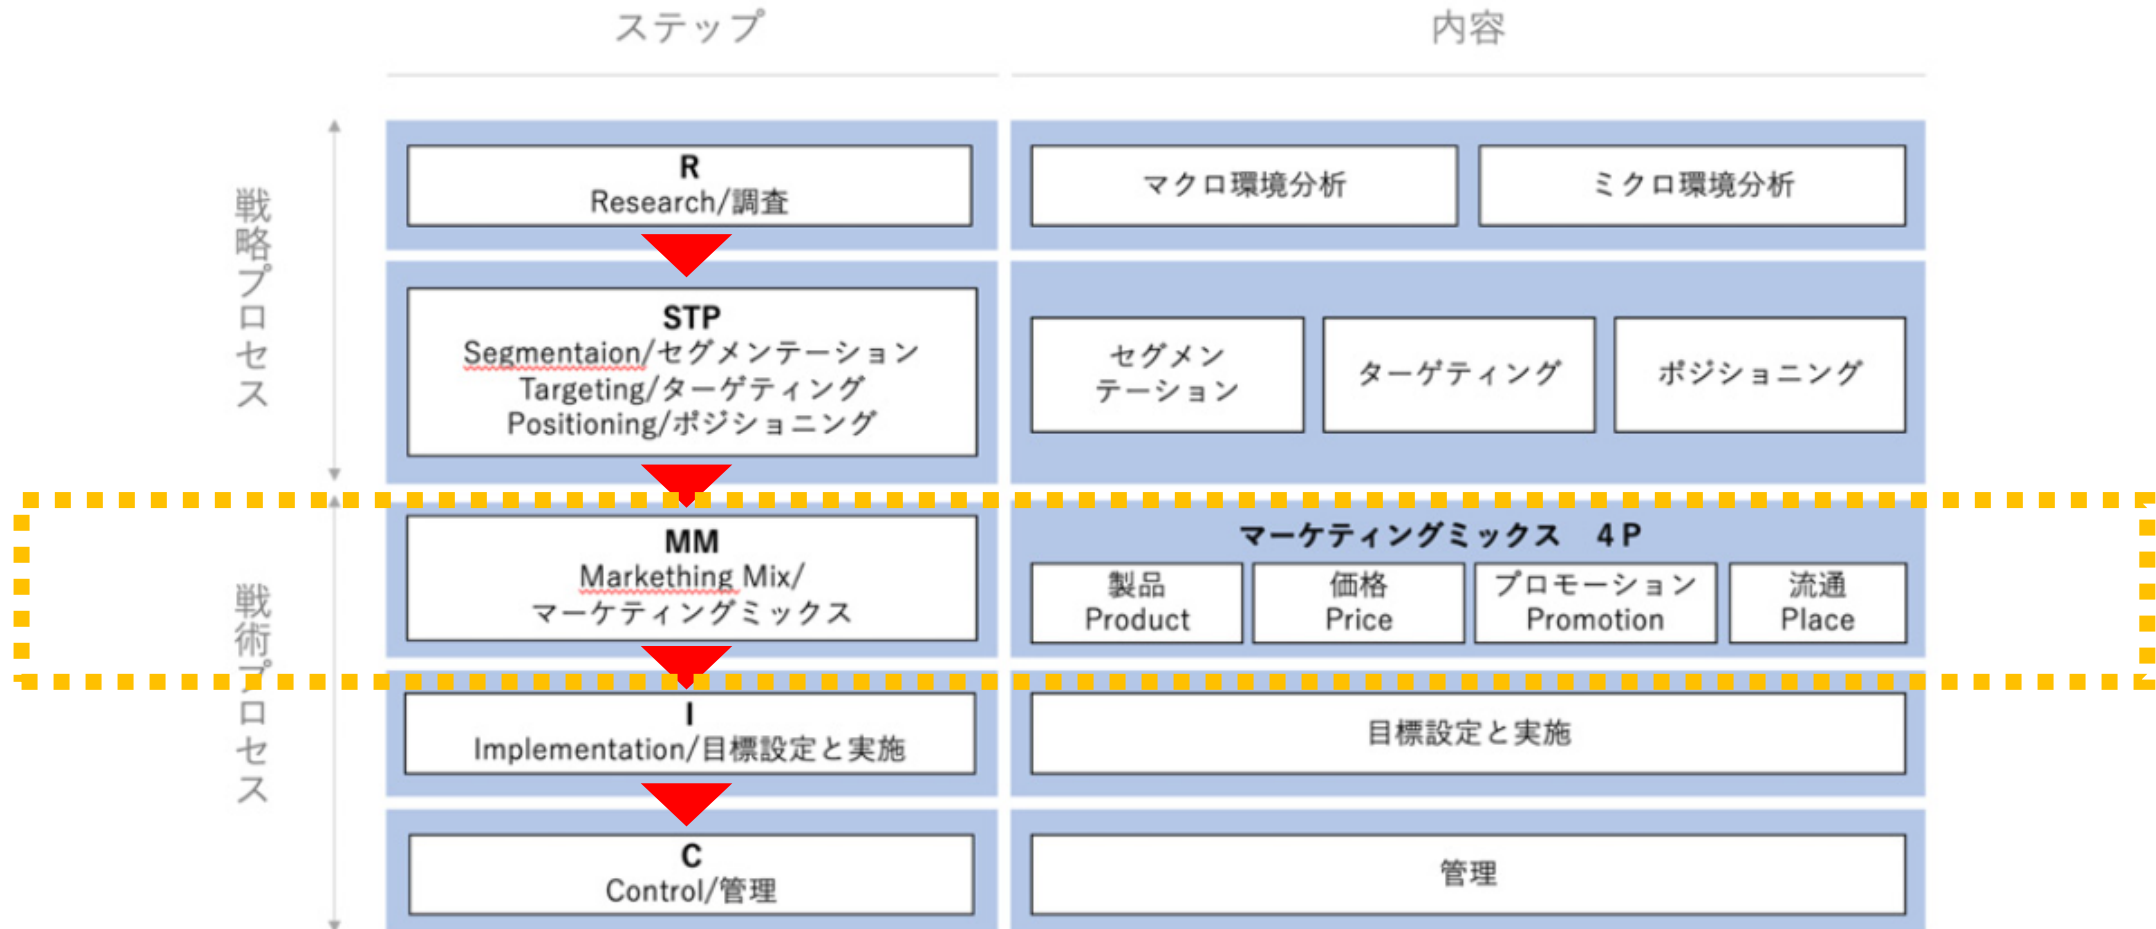 ステップ
内容
戦略プロセス
R
Research/調査
マクロ環境分析
ミクロ環境分析
STP
Segmentaion/セグメンテーション
Targeting/ターゲティング
Positioning/ポジショニング
セグメン
テーション
ターゲティング
ポジショニング
戦術プロセス
MM
Markething Mix/
マーケティングミックス
マーケティングミックス　4P
製品
Product
価格
Price
プロモーション
Promotion
流通
Place
I
Implementation/目標設定と実施
目標設定と実施
C
Control/管理
管理